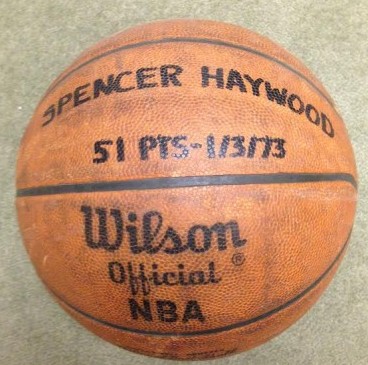 SPENCER HAYWOOD
51 PTS-1/3/73
Wilson®
Official
NBA